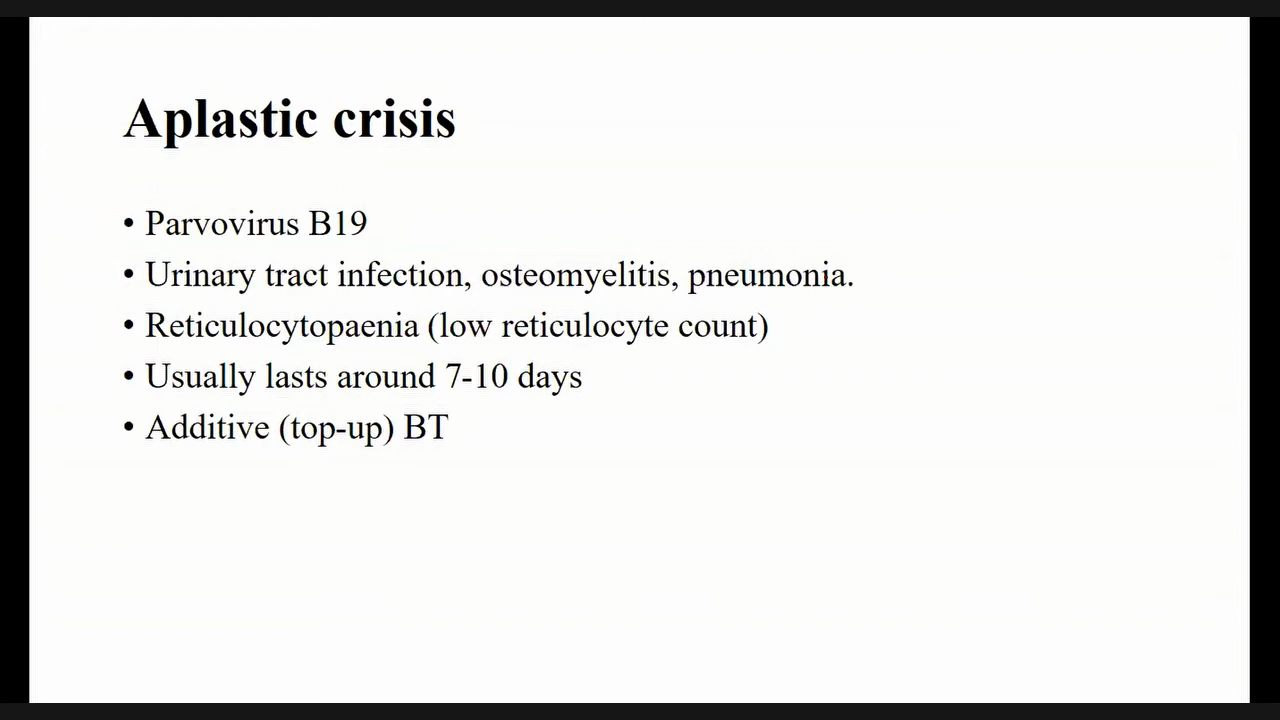 Aplastic crisis
• Parvovirus B19
• Urinary tract infection, osteomyelitis, pneumonia.
• Reticulocytopaenia (low reticulocyte count)
• Usually lasts around 7-10 days
• Additive (top-up) BT